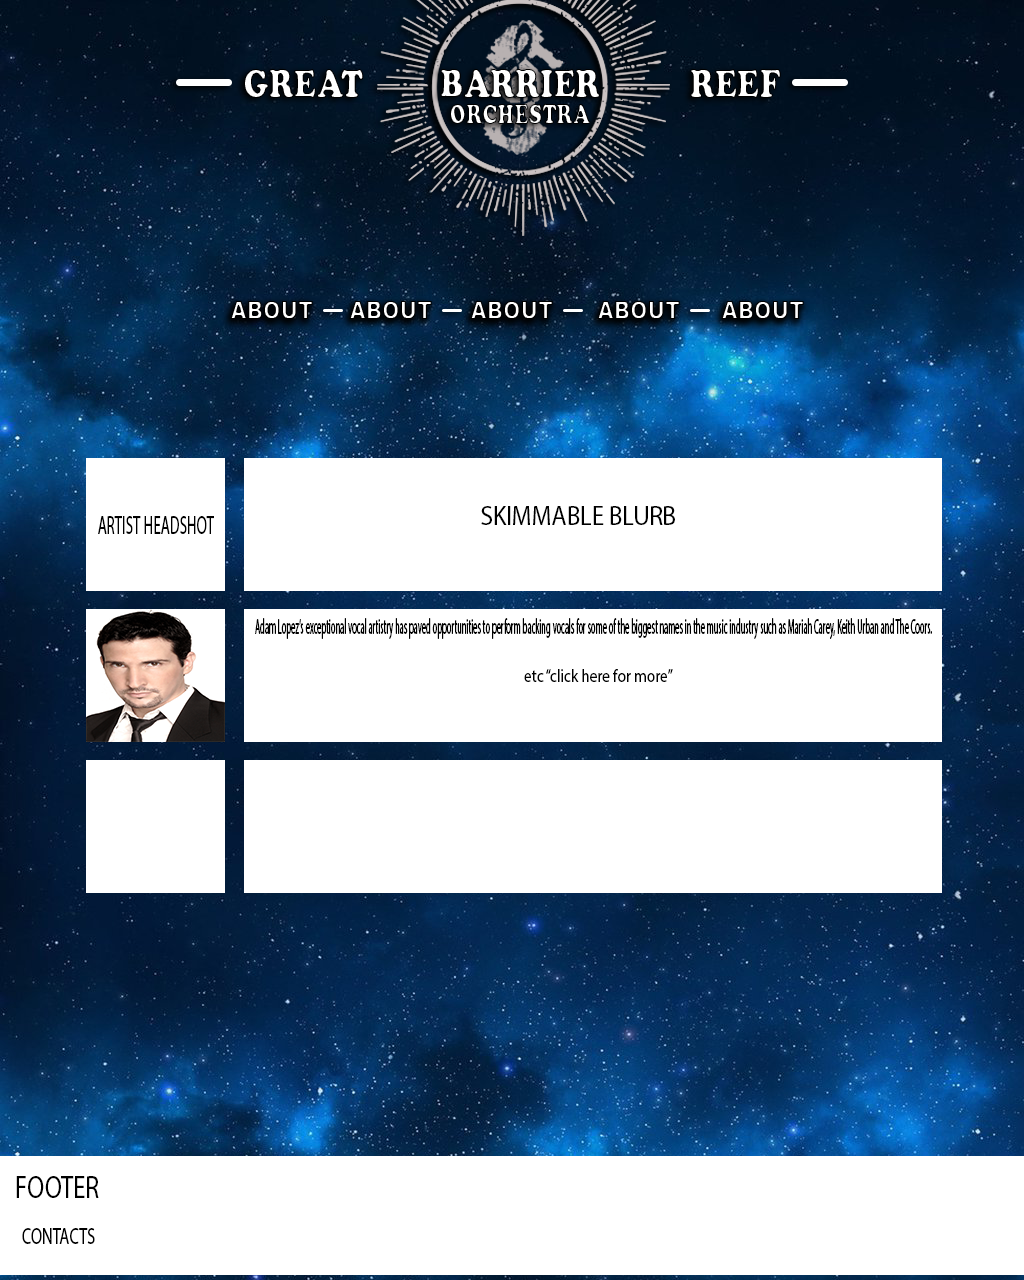 GREAT BARRIER REEF
ORCHESTRA
ABOUT — ABOUT — ABOUT — ABOUT — ABOUT
ARTIST HEADSHOT
SKIMMABLE BLURB
Adam Lopez's exceptional vocal artistry has paved opportunities to perform backing vocals for some of the biggest names in the music industry such as Mariah Carey, Keith Urban and The Coors.
etc “click here for more”
FOOTER
CONTACTS